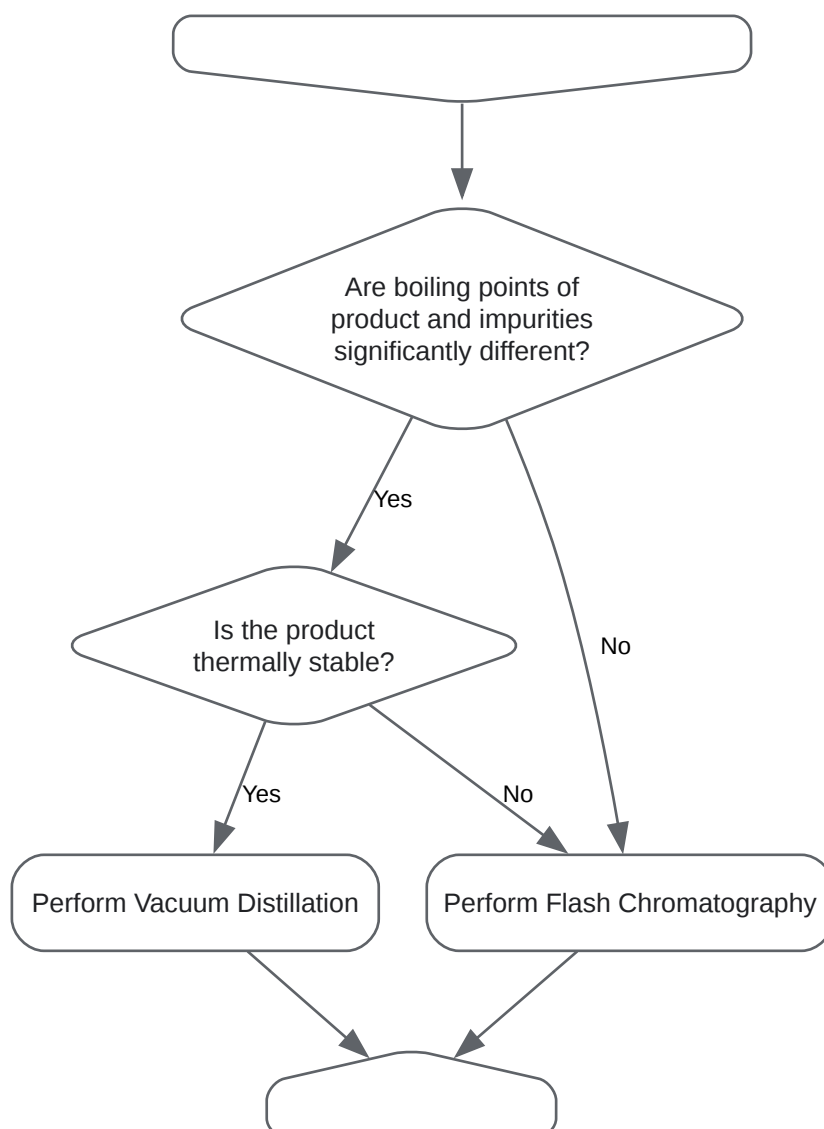 Are boiling points of
product and impurities
significantly different?
Yes
Is the product
thermally stable?
No
Yes
No
Perform Vacuum Distillation
Perform Flash Chromatography